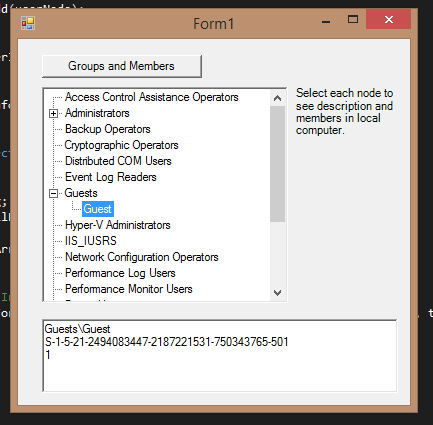 d(userNode);
Form1
Groups and Members
Access Control Assistance Operators
Administrators
Backup Operators
Cryptographic Operators
Distributed COM Users
Event Log Readers
Guests
Guest
Hyper-V Administrators
IIS_IUSRS
Network Configuration Operators
Performance Log Users
Performance Monitor Users
Select each node to
see description and
members in local
computer.
Guests\Guest
S-1-5-21-2494083447-2187221531-750343765-501
1